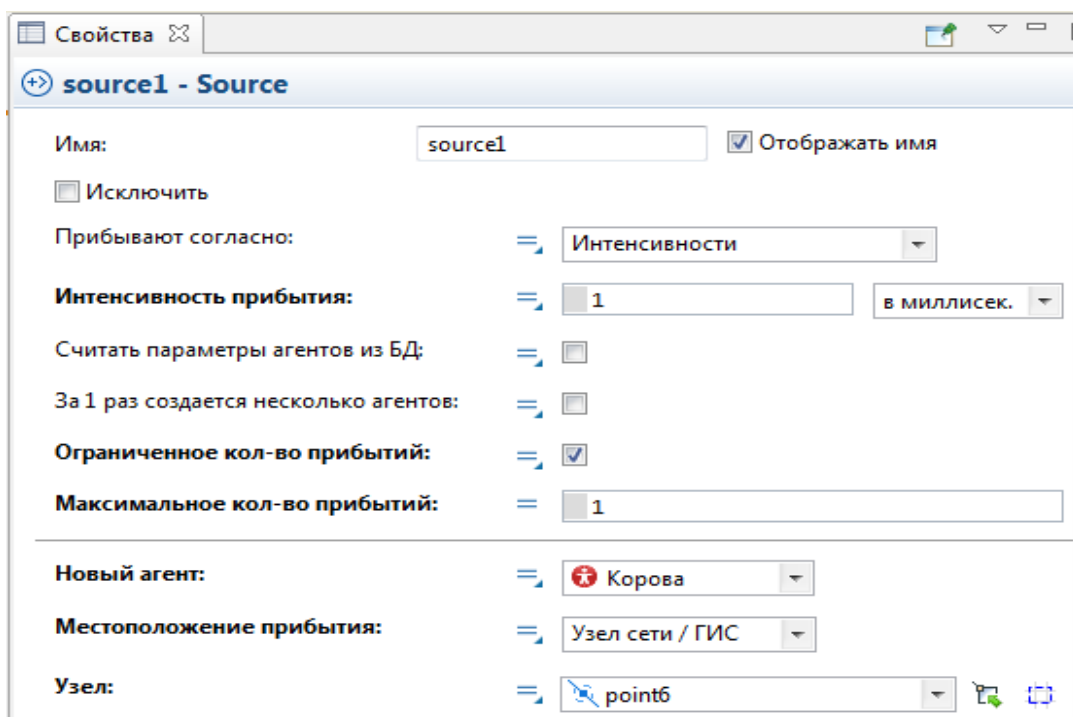 Свойства
source1 - Source
Имя: source1 Отображать имя
Исключить
Прибывают согласно: Интенсивности
Интенсивность прибытия: 1 в миллисек.
Считать параметры агентов из БД:
За 1 раз создается несколько агентов:
Ограниченное кол-во прибытий:
Максимальное кол-во прибытий: 1
Новый агент: Корова
Местоположение прибытия: Узел сети / ГИС
Узел: point6